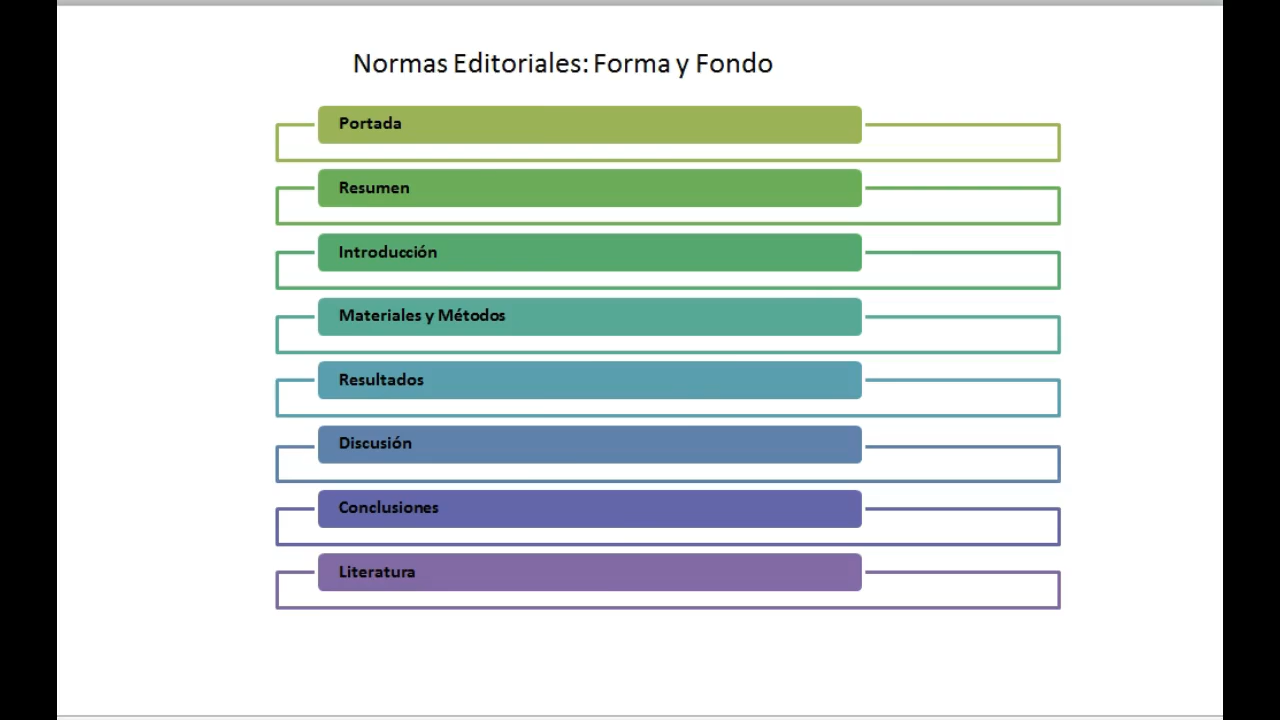 Normas Editoriales: Forma y Fondo
Portada
Resumen
Introducción
Materiales y Métodos
Resultados
Discusión
Conclusiones
Literatura